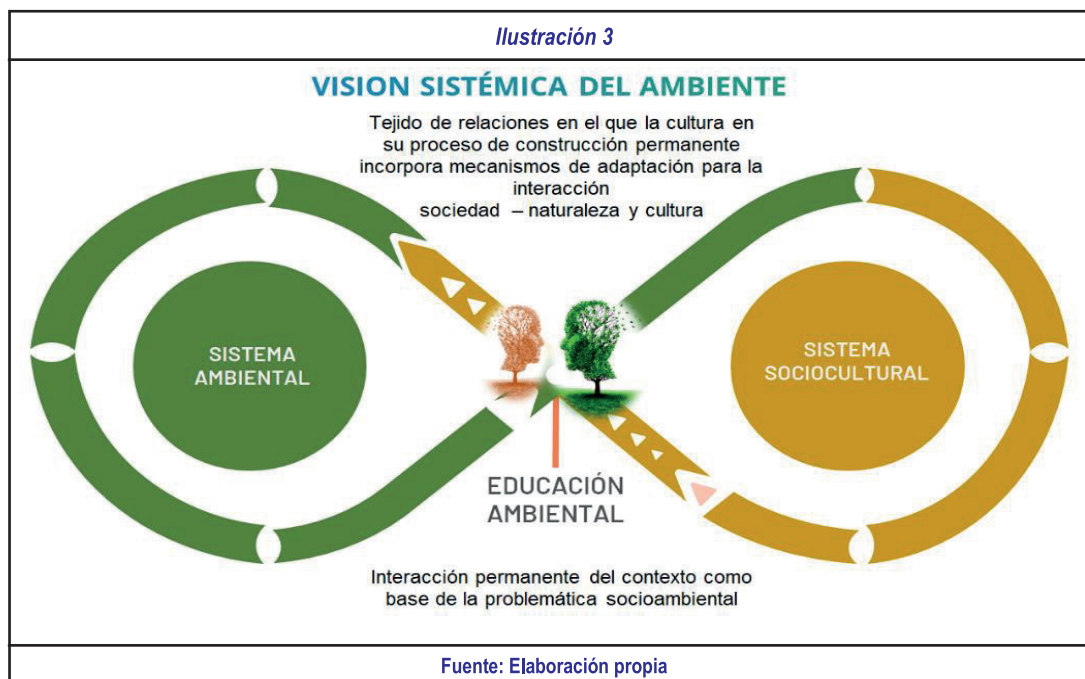 Ilustración 3
VISION SISTÉMICA DEL AMBIENTE
Tejido de relaciones en el que la cultura en
su proceso de construcción permanente
incorpora mecanismos de adaptación para la
interacción
sociedad – naturaleza y cultura
SISTEMA
AMBIENTAL
SISTEMA
SOCIOCULTURAL
EDUCACIÓN
AMBIENTAL
Interacción permanente del contexto como
base de la problemática socioambiental
Fuente: Elaboración propia